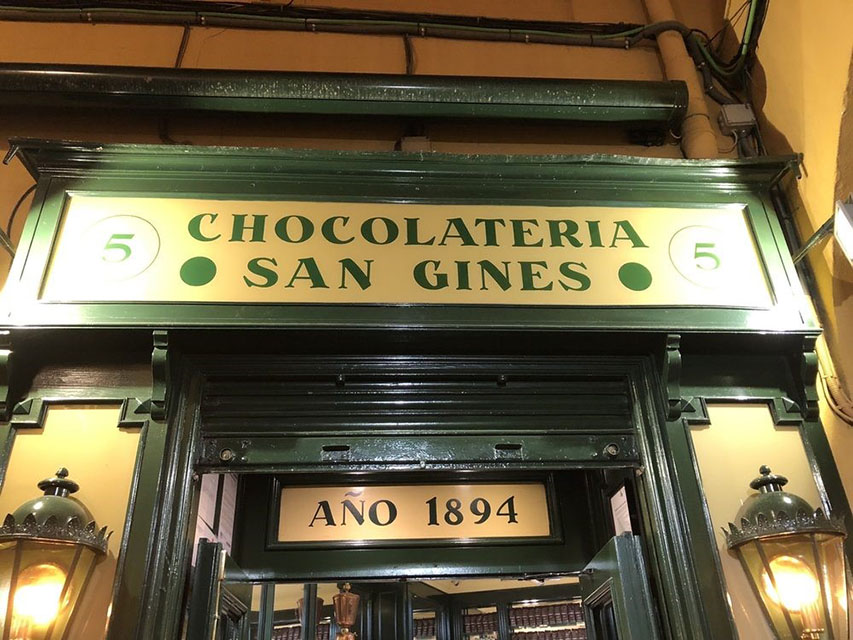 5 CHOCOLATERIA 5
SAN GINES
AÑO 1894